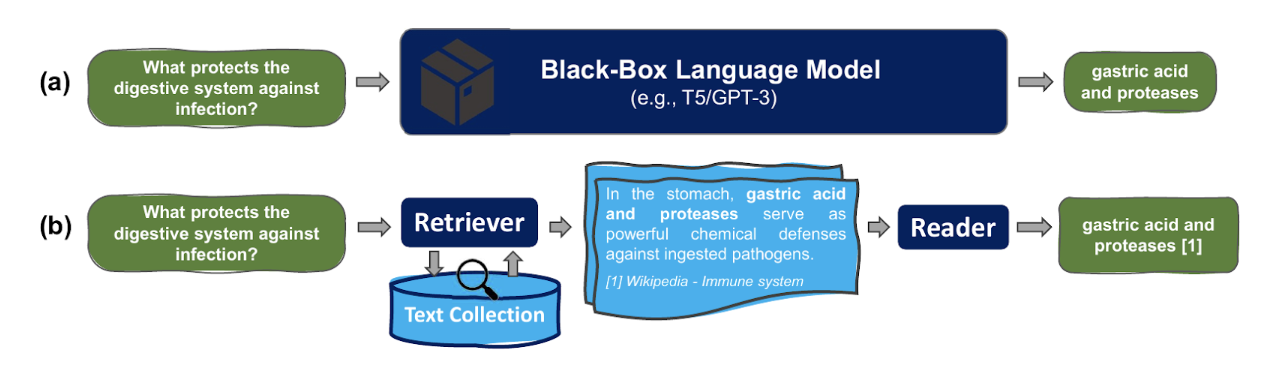 (a)
What protects the
digestive system against
infection?
Black-Box Language Model
(e.g., T5/GPT-3)
gastric acid
and proteases
(b)
What protects the
digestive system against
infection?
Retriever
Text Collection
In the stomach, gastric acid
and proteases serve as
powerful chemical defenses
against ingested pathogens.
[1] Wikipedia - Immune system
Reader
gastric acid and
proteases [1]